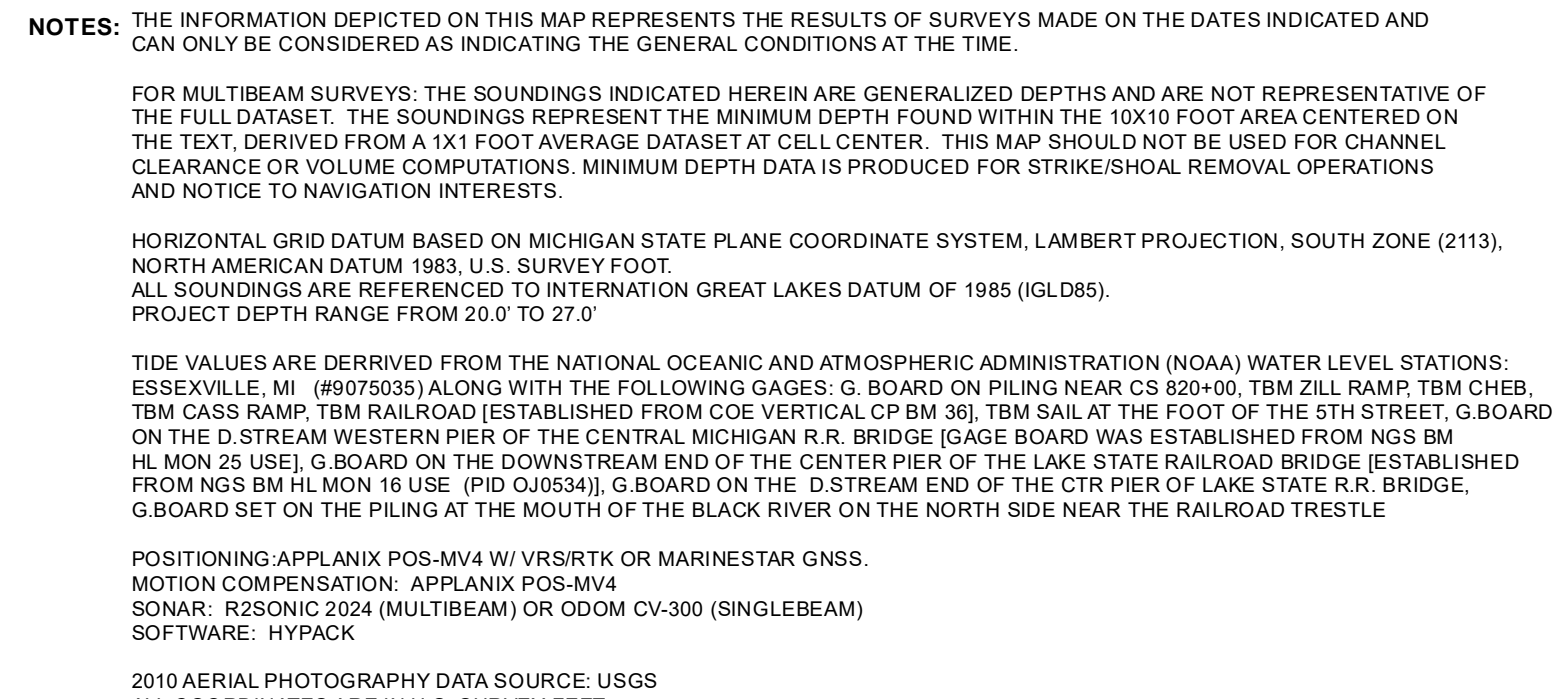 NOTES: THE INFORMATION DEPICTED ON THIS MAP REPRESENTS THE RESULTS OF SURVEYS MADE ON THE DATES INDICATED AND
CAN ONLY BE CONSIDERED AS INDICATING THE GENERAL CONDITIONS AT THE TIME.
FOR MULTIBEAM SURVEYS: THE SOUNDINGS INDICATED HEREIN ARE GENERALIZED DEPTHS AND ARE NOT REPRESENTATIVE OF
THE FULL DATASET. THE SOUNDINGS REPRESENT THE MINIMUM DEPTH FOUND WITHIN THE 10X10 FOOT AREA CENTERED ON
THE TEXT, DERIVED FROM A 1X1 FOOT AVERAGE DATASET AT CELL CENTER. THIS MAP SHOULD NOT BE USED FOR CHANNEL
CLEARANCE OR VOLUME COMPUTATIONS. MINIMUM DEPTH DATA IS PRODUCED FOR STRIKE/SHOAL REMOVAL OPERATIONS
AND NOTICE TO NAVIGATION INTERESTS.
HORIZONTAL GRID DATUM BASED ON MICHIGAN STATE PLANE COORDINATE SYSTEM, LAMBERT PROJECTION, SOUTH ZONE (2113),
NORTH AMERICAN DATUM 1983, U.S. SURVEY FOOT.
ALL SOUNDINGS ARE REFERENCED TO INTERNATION GREAT LAKES DATUM OF 1985 (IGLD85).
PROJECT DEPTH RANGE FROM 20.0’ TO 27.0’
TIDE VALUES ARE DERRIVED FROM THE NATIONAL OCEANIC AND ATMOSPHERIC ADMINISTRATION (NOAA) WATER LEVEL STATIONS:
ESSEXVILLE, MI (#9075035) ALONG WITH THE FOLLOWING GAGES: G. BOARD ON PILING NEAR CS 820+00, TBM ZILL RAMP, TBM CHEB,
TBM CASS RAMP, TBM RAILROAD [ESTABLISHED FROM COE VERTICAL CP BM 36], TBM SAIL AT THE FOOT OF THE 5TH STREET, G.BOARD
ON THE D.STREAM WESTERN PIER OF THE CENTRAL MICHIGAN R.R. BRIDGE [GAGE BOARD WAS ESTABLISHED FROM NGS BM
HL MON 25 USE], G.BOARD ON THE DOWNSTREAM END OF THE CENTER PIER OF THE LAKE STATE RAILROAD BRIDGE [ESTABLISHED
FROM NGS BM HL MON 16 USE (PID OJ0534)], G.BOARD ON THE D.STREAM END OF THE CTR PIER OF LAKE STATE R.R. BRIDGE,
G.BOARD SET ON THE PILING AT THE MOUTH OF THE BLACK RIVER ON THE NORTH SIDE NEAR THE RAILROAD TRESTLE
POSITIONING:APPLANIX POS-MV4 W/ VRS/RTK OR MARINESTAR GNSS.
MOTION COMPENSATION: APPLANIX POS-MV4
SONAR: R2SONIC 2024 (MULTIBEAM) OR ODOM CV-300 (SINGLEBEAM)
SOFTWARE: HYPACK
2010 AERIAL PHOTOGRAPHY DATA SOURCE: USGS